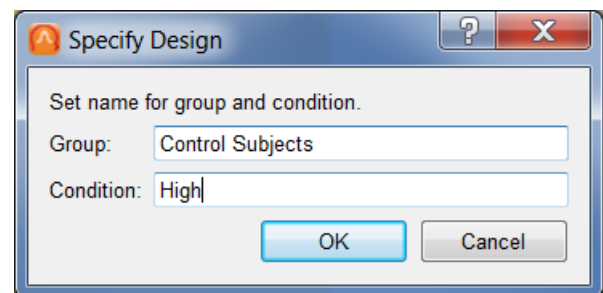 Specify Design
? X
Set name for group and condition.
Group: Control Subjects
Condition: High
OK Cancel